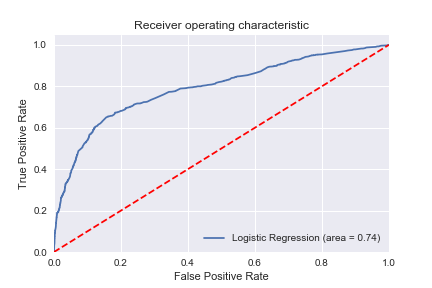 Receiver operating characteristic
1.0
0.8
0.6
0.4
0.2
0.0
True Positive Rate
Logistic Regression (area = 0.74)
0.0 0.2 0.4 0.6 0.8 1.0
False Positive Rate